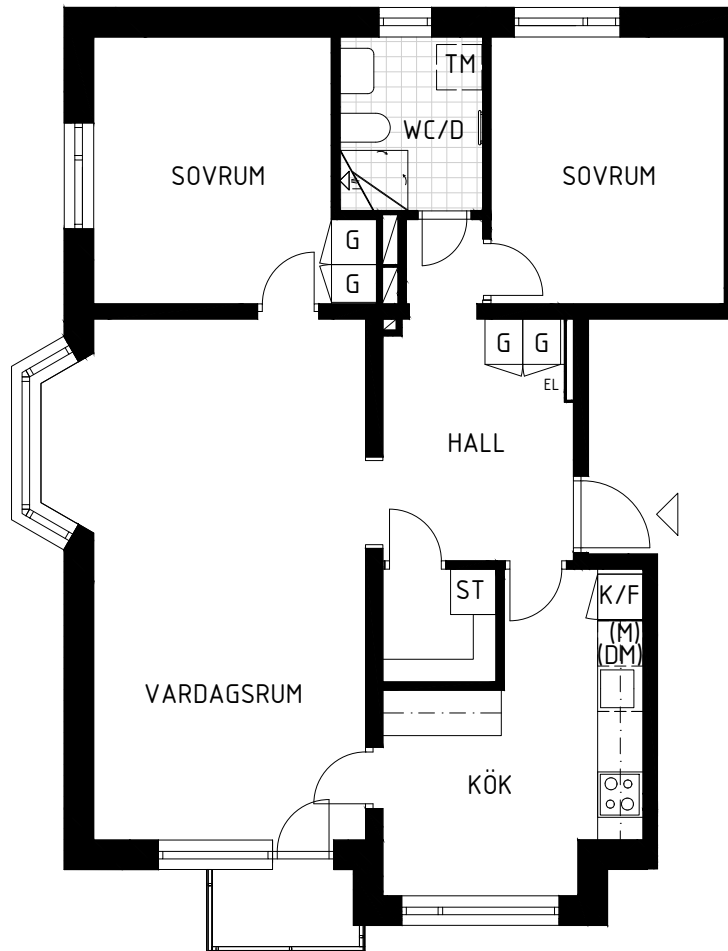 TM
WC/D
SOVRUM
SOVRUM
G
G
G G
EL
HALL
ST
K/F
(M)
(DM)
VARDAGSRUM
KÖK